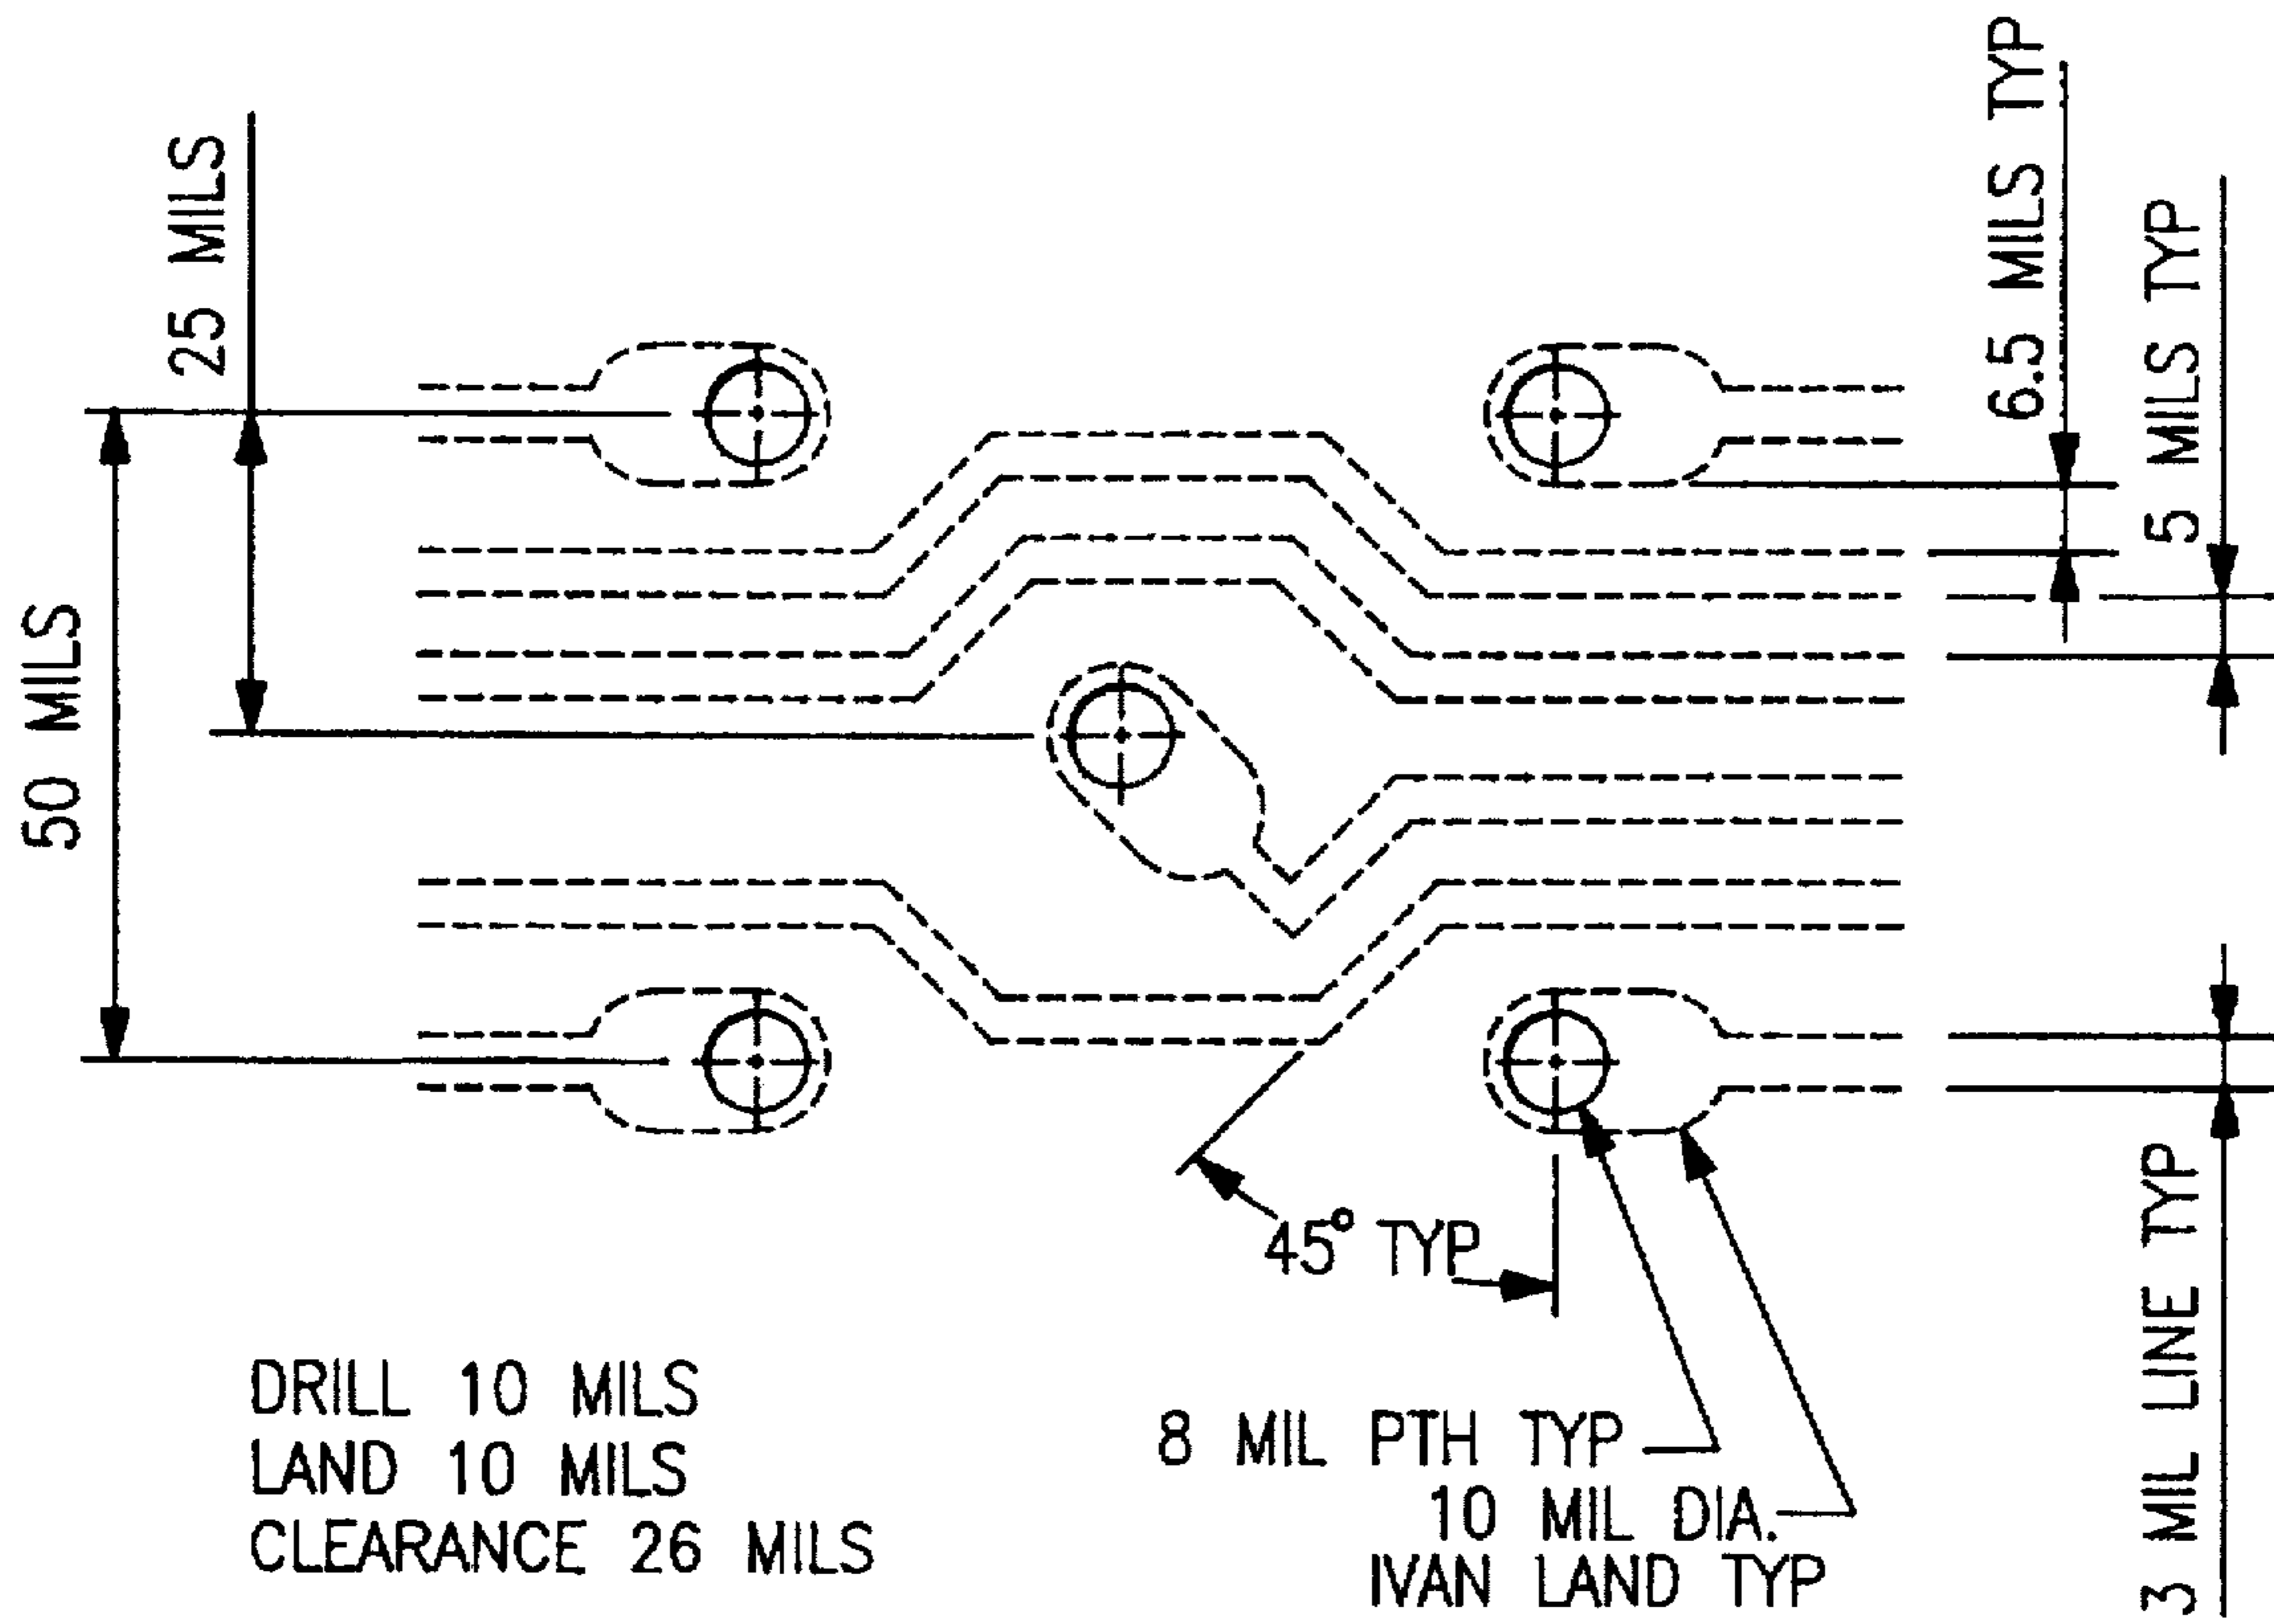 25 MILS
50 MILS
6.5 MILS TYP
5 MILS TYP
45° TYP
3 MIL LINE TYP
DRILL 10 MILS
LAND 10 MILS
CLEARANCE 26 MILS
8 MIL PTH TYP
10 MIL DIA.
IVAN LAND TYP